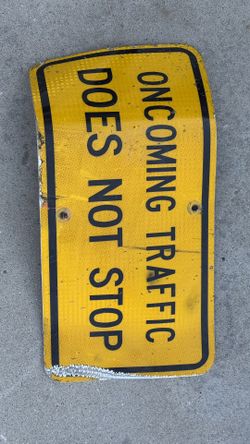 ONCOMING TRAFFIC
DOES NOT STOP